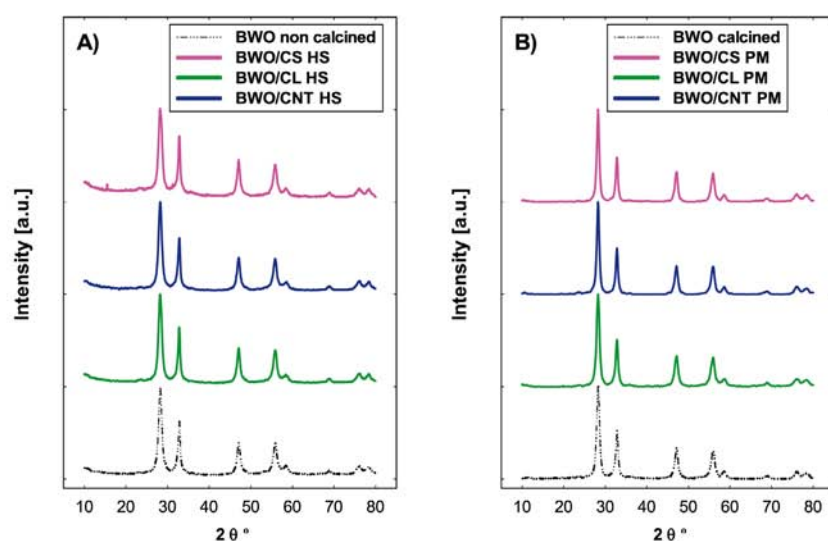 A)
BWO non calcined
BWO/CS HS
BWO/CL HS
BWO/CNT HS
Intensity [a.u.]
10 20 30 40 50 60 70 80
2 θ °
B)
BWO calcined
BWO/CS PM
BWO/CL PM
BWO/CNT PM
Intensity [a.u.]
10 20 30 40 50 60 70 80
2 θ °